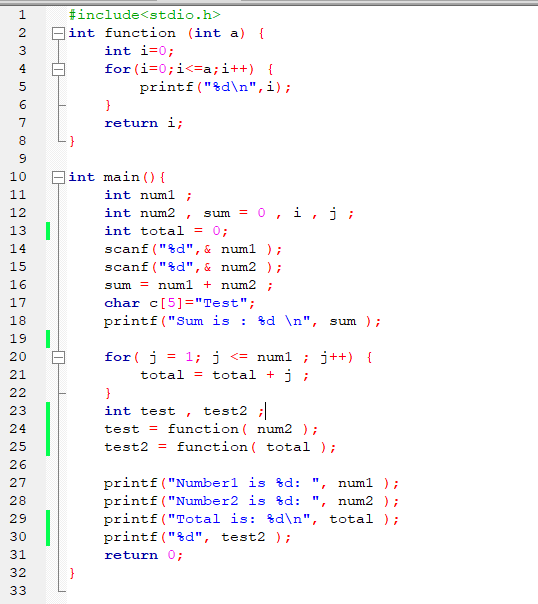 1 #include<stdio.h>
2 int function (int a) {
3 int i=0;
4 for(i=0;i<=a;i++) {
5 printf("%d\n",i);
6 }
7 return i;
8 }
9
10 int main(){
11 int num1 ;
12 int num2 , sum = 0 , i , j ;
13 int total = 0;
14 scanf("%d",& num1 );
15 scanf("%d",& num2 );
16 sum = num1 + num2 ;
17 char c[5]="Test";
18 printf("Sum is : %d \n", sum );
19
20 for( j = 1; j <= num1 ; j++) {
21 total = total + j ;
22 }
23 int test , test2 ;
24 test = function( num2 );
25 test2 = function( total );
26
27 printf("Number1 is %d: ", num1 );
28 printf("Number2 is %d: ", num2 );
29 printf("Total is: %d\n", total );
30 printf("%d", test2 );
31 return 0;
32 }
33